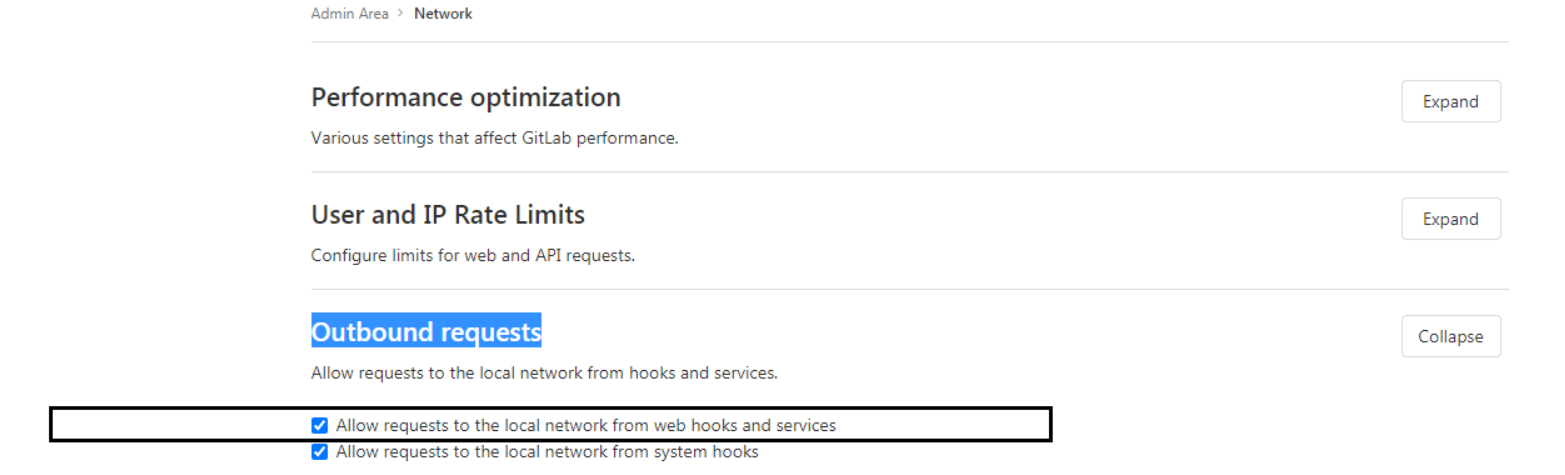 Admin Area > Network
Performance optimization
Expand
Various settings that affect GitLab performance.
User and IP Rate Limits
Expand
Configure limits for web and API requests.
Outbound requests
Collapse
Allow requests to the local network from hooks and services.
Allow requests to the local network from web hooks and services
Allow requests to the local network from system hooks